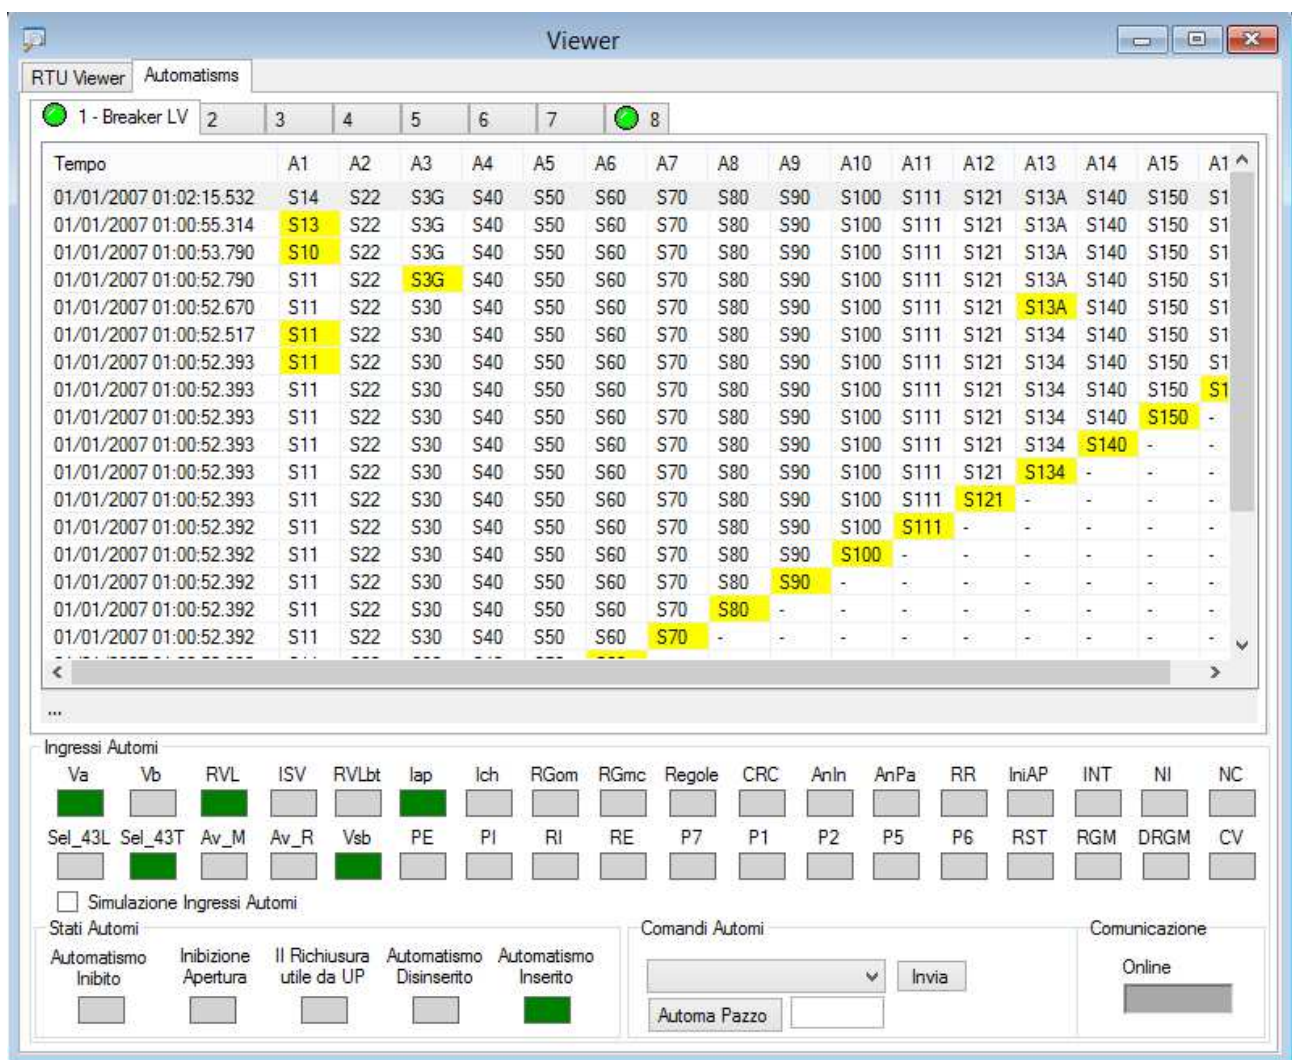 Viewer
RTU Viewer Automatisms
1 - Breaker LV 2 3 4 5 6 7 8
Tempo A1 A2 A3 A4 A5 A6 A7 A8 A9 A10 A11 A12 A13 A14 A15 A1
01/01/2007 01:02:15.532 S14 S22 S3G S40 S50 S60 S70 S80 S90 S100 S111 S121 S13A S140 S150 S1
01/01/2007 01:00:55.314 S13 S22 S3G S40 S50 S60 S70 S80 S90 S100 S111 S121 S13A S140 S150 S1
01/01/2007 01:00:53.790 S10 S22 S3G S40 S50 S60 S70 S80 S90 S100 S111 S121 S13A S140 S150 S1
01/01/2007 01:00:52.790 S11 S22 S3G S40 S50 S60 S70 S80 S90 S100 S111 S121 S13A S140 S150 S1
01/01/2007 01:00:52.670 S11 S22 S30 S40 S50 S60 S70 S80 S90 S100 S111 S121 S13A S140 S150 S1
01/01/2007 01:00:52.517 S11 S22 S30 S40 S50 S60 S70 S80 S90 S100 S111 S121 S134 S140 S150 S1
01/01/2007 01:00:52.393 S11 S22 S30 S40 S50 S60 S70 S80 S90 S100 S111 S121 S134 S140 S150 S1
01/01/2007 01:00:52.393 S11 S22 S30 S40 S50 S60 S70 S80 S90 S100 S111 S121 S134 S140 S150 S1
01/01/2007 01:00:52.393 S11 S22 S30 S40 S50 S60 S70 S80 S90 S100 S111 S121 S134 S140 S150 -
01/01/2007 01:00:52.393 S11 S22 S30 S40 S50 S60 S70 S80 S90 S100 S111 S121 S134 S140 - -
01/01/2007 01:00:52.393 S11 S22 S30 S40 S50 S60 S70 S80 S90 S100 S111 S121 S134 - - -
01/01/2007 01:00:52.393 S11 S22 S30 S40 S50 S60 S70 S80 S90 S100 S111 S121 - - - -
01/01/2007 01:00:52.392 S11 S22 S30 S40 S50 S60 S70 S80 S90 S100 S111 - - - - -
01/01/2007 01:00:52.392 S11 S22 S30 S40 S50 S60 S70 S80 S90 S100 - - - - - -
01/01/2007 01:00:52.392 S11 S22 S30 S40 S50 S60 S70 S80 S90 - - - - - - -
01/01/2007 01:00:52.392 S11 S22 S30 S40 S50 S60 S70 S80 - - - - - - - -
01/01/2007 01:00:52.392 S11 S22 S30 S40 S50 S60 S70 - - - - - - - - -
...
Ingressi Automi
Va Vb RVL ISV RVLbt Iap Ich RGom RGmc Regole CRC AnIn AnPa RR IniAP INT NI NC
Sel_43L Sel_43T Av_M Av_R Vsb PE PI RI RE P7 P1 P2 P5 P6 RST RGM DRGM CV
Simulazione Ingressi Automi
Stati Automi
Automatismo Inibito
Inibizione Apertura
II Richiusura utile da UP
Automatismo Disinserito
Automatismo Inserito
Comandi Automi
Invia
Automa Pazzo
Comunicazione
Online